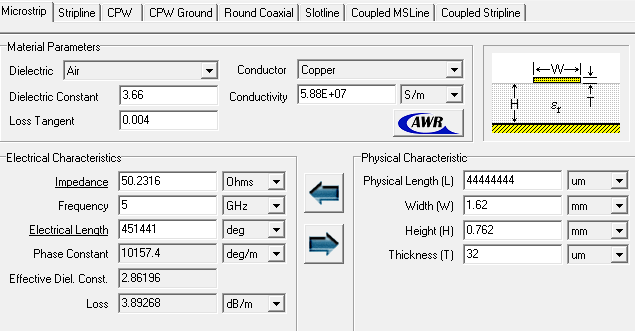 Microstrip Stripline CPW CPW Ground Round Coaxial Slotline Coupled MSLine Coupled Stripline
Material Parameters
Dielectric Air Conductor Copper
Dielectric Constant 3.66 Conductivity 5.88E+07 S/m
Loss Tangent 0.004 AWR
W
H εr T
Electrical Characteristics
Impedance 50.2316 Ohms
Frequency 5 GHz
Electrical Length 451441 deg
Phase Constant 10157.4 deg/m
Effective Diel. Const. 2.86196
Loss 3.89268 dB/m
Physical Characteristic
Physical Length (L) 44444444 um
Width (W) 1.62 mm
Height (H) 0.762 mm
Thickness (T) 32 um